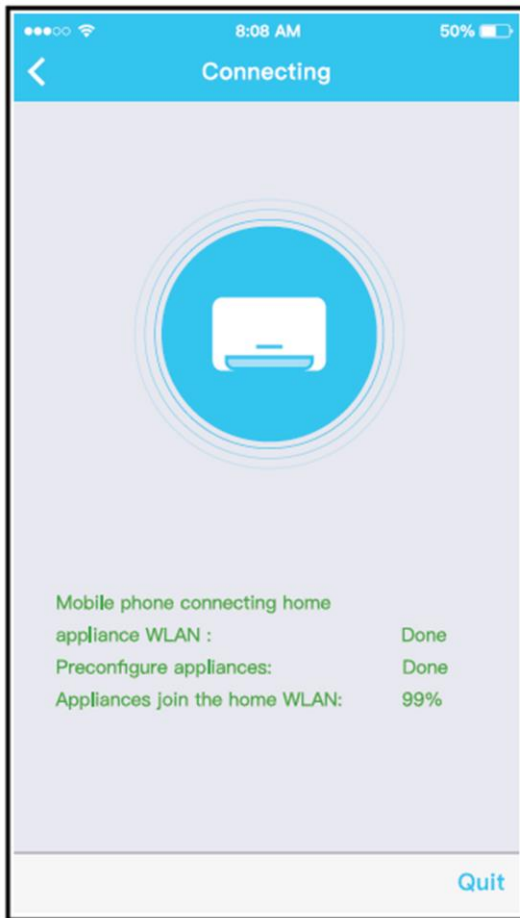 8:08 AM 50%
Connecting
Mobile phone connecting home
appliance WLAN : Done
Preconfigure appliances: Done
Appliances join the home WLAN: 99%
Quit